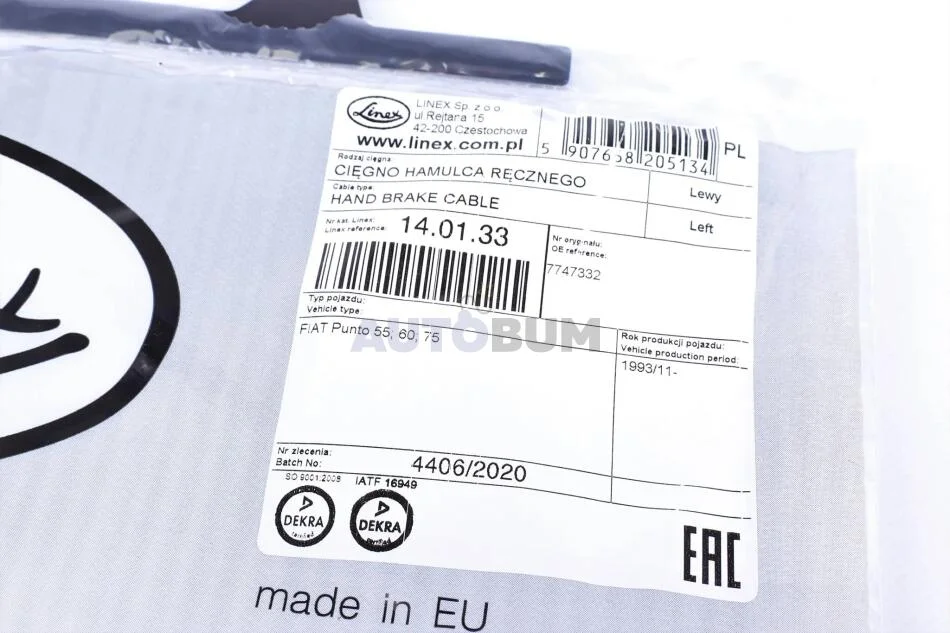 Linex
LINEX Sp. z o.o.
ul Rejtana 15
42-200 Czestochowa
www.linex.com.pl
5 907658 205134
PL
Rodzaj cięgna
CIĘGNO HAMULCA RĘCZNEGO
Lewy
Cable type:
HAND BRAKE CABLE
Left
Nr kat. Linex:
Linex reference:
14.01.33
Nr oryginału:
OE reference:
7747332
Typ pojazdu:
Vehicle type:
FIAT Punto 55; 60; 75
Rok produkcji pojazdu:
Vehicle production period:
1993/11-
AUTOBUM
Nr zlecenia:
Batch No:
4406/2020
ISO 9001:2008
IATF 16949
DEKRA
certified
DEKRA
certified
EAC
made in EU